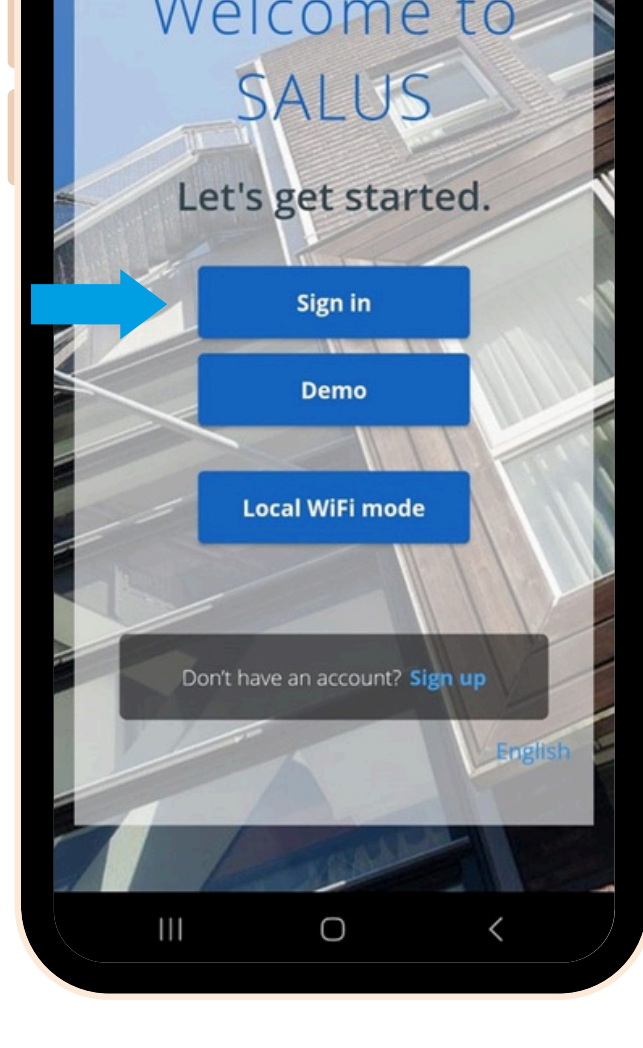 Welcome to
SALUS
Let's get started.
Sign in
Demo
Local WiFi mode
Don't have an account? Sign up
English